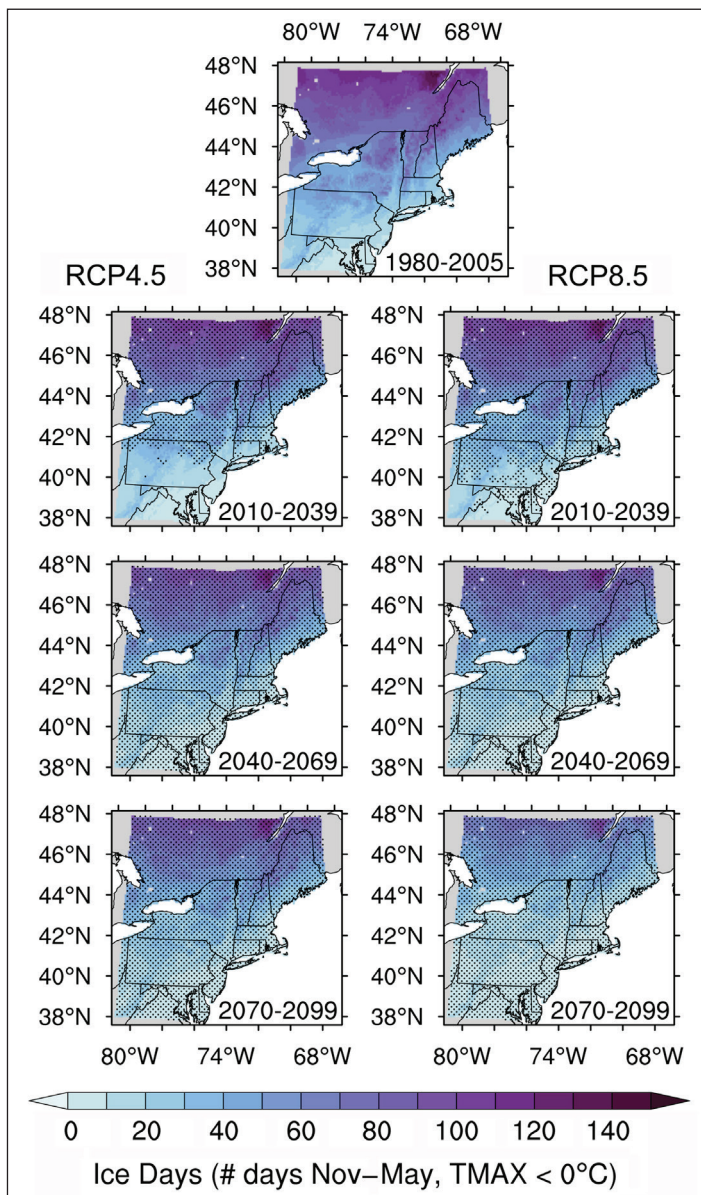 80°W 74°W 68°W
48°N
46°N
44°N
42°N
40°N
38°N
1980-2005
RCP4.5 RCP8.5
48°N 48°N
46°N 46°N
44°N 44°N
42°N 42°N
40°N 40°N
38°N 38°N
2010-2039 2010-2039
48°N 48°N
46°N 46°N
44°N 44°N
42°N 42°N
40°N 40°N
38°N 38°N
2040-2069 2040-2069
48°N 48°N
46°N 46°N
44°N 44°N
42°N 42°N
40°N 40°N
38°N 38°N
2070-2099 2070-2099
80°W 74°W 68°W 80°W 74°W 68°W
0 20 40 60 80 100 120 140
Ice Days (# days Nov–May, TMAX < 0°C)